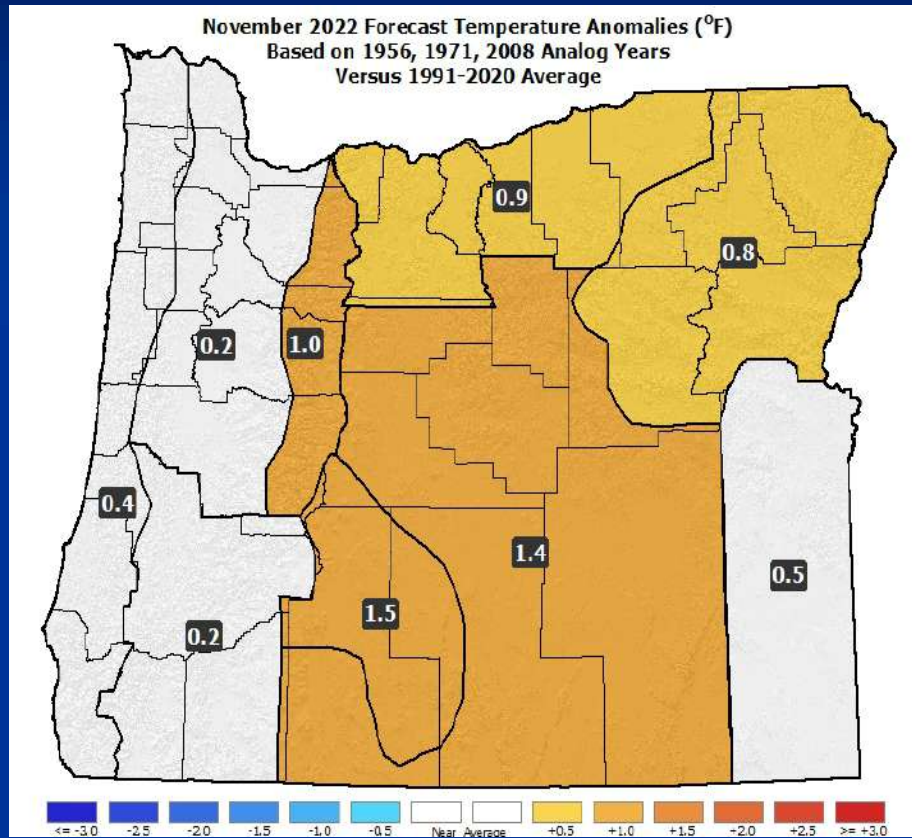 November 2022 Forecast Temperature Anomalies (°F)
Based on 1956, 1971, 2008 Analog Years
Versus 1991-2020 Average
0.9
0.8
0.2
1.0
0.4
1.4
0.5
1.5
0.2
<= -3.0 -2.5 -2.0 -1.5 -1.0 -0.5 Near Average +0.5 +1.0 +1.5 +2.0 +2.5 >= +3.0